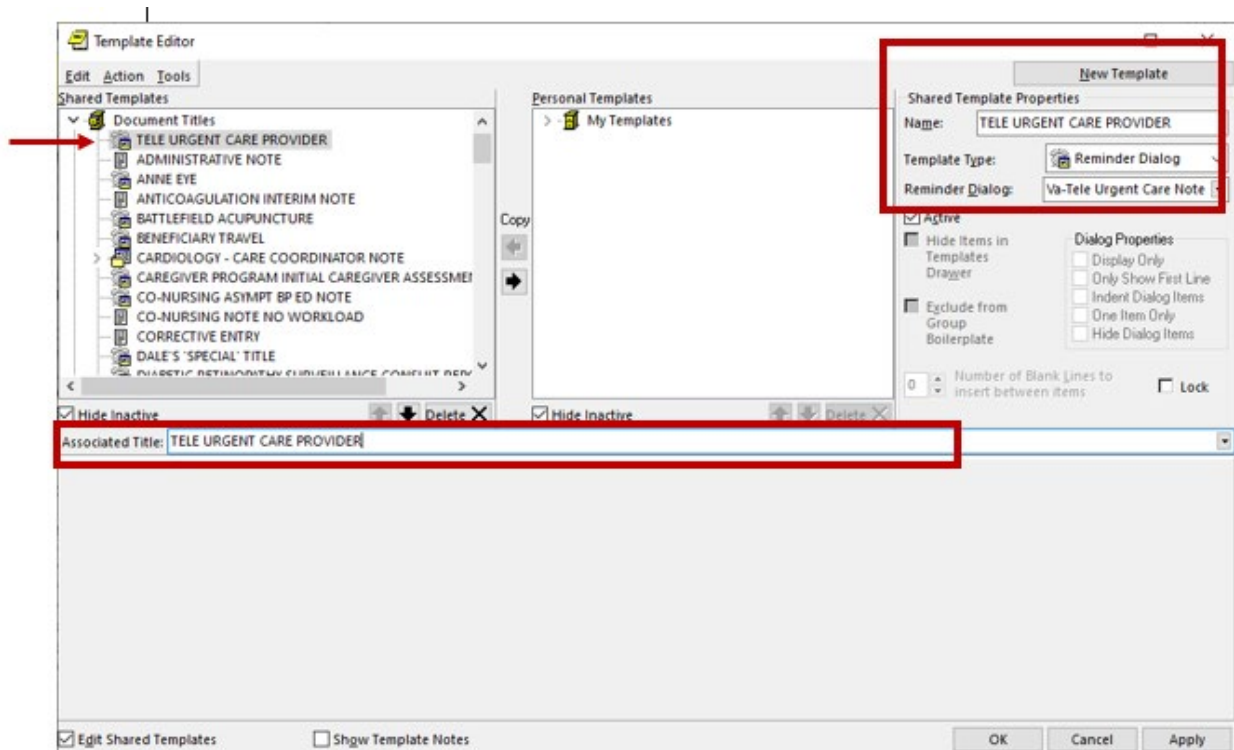 Template Editor
Edit Action Tools
New Template
Shared Templates
Document Titles
TELE URGENT CARE PROVIDER
ADMINISTRATIVE NOTE
ANNE EYE
ANTICOAGULATION INTERIM NOTE
BATTLEFIELD ACUPUNCTURE
BENEFICIARY TRAVEL
CARDIOLOGY - CARE COORDINATOR NOTE
CAREGIVER PROGRAM INITIAL CAREGIVER ASSESSMEN
CO-NURSING ASYMPT BP ED NOTE
CO-NURSING NOTE NO WORKLOAD
CORRECTIVE ENTRY
DALE'S 'SPECIAL' TITLE
DIABETIC RETINOPATHY SURVEILLANCE CONSULT REPO
Hide Inactive
Delete
Copy
Personal Templates
My Templates
Hide Inactive
Delete
Shared Template Properties
Name: TELE URGENT CARE PROVIDER
Template Type: Reminder Dialog
Reminder Dialog: Va-Tele Urgent Care Note
Active
Hide Items in
Templates
Drawer
Exclude from
Group
Boilerplate
Dialog Properties
Display Only
Only Show First Line
Indent Dialog Items
One Item Only
Hide Dialog Items
0 Number of Blank Lines to
insert between items
Lock
Associated Title: TELE URGENT CARE PROVIDER
Edit Shared Templates
Show Template Notes
OK Cancel Apply